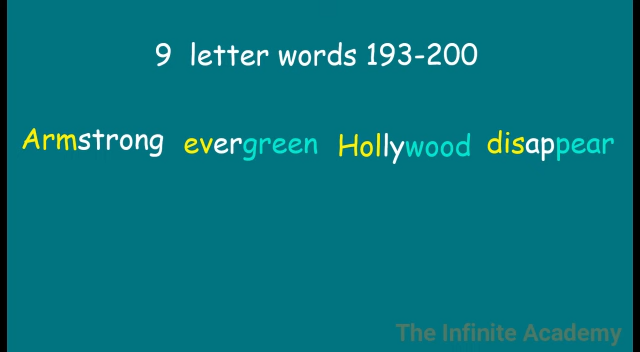 9 letter words 193-200
Armstrong evergreen Hollywood disappear
The Infinite Academy